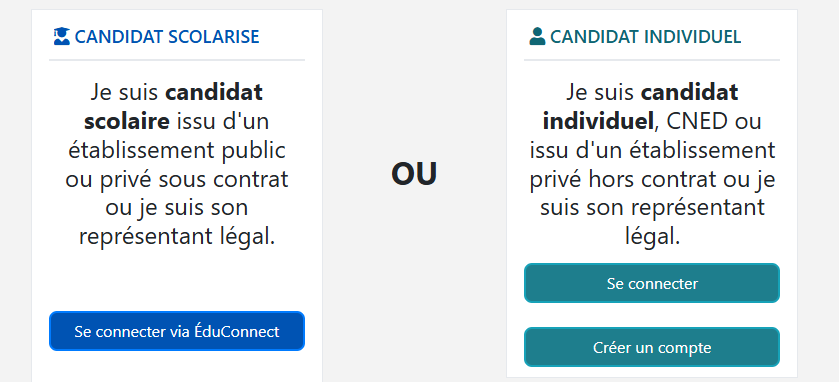 CANDIDAT SCOLARISE
Je suis candidat
scolaire issu d'un
établissement public
ou privé sous contrat
ou je suis son
représentant légal.
Se connecter via ÉduConnect
OU
CANDIDAT INDIVIDUEL
Je suis candidat
individuel, CNED ou
issu d'un établissement
privé hors contrat ou je
suis son représentant
légal.
Se connecter
Créer un compte